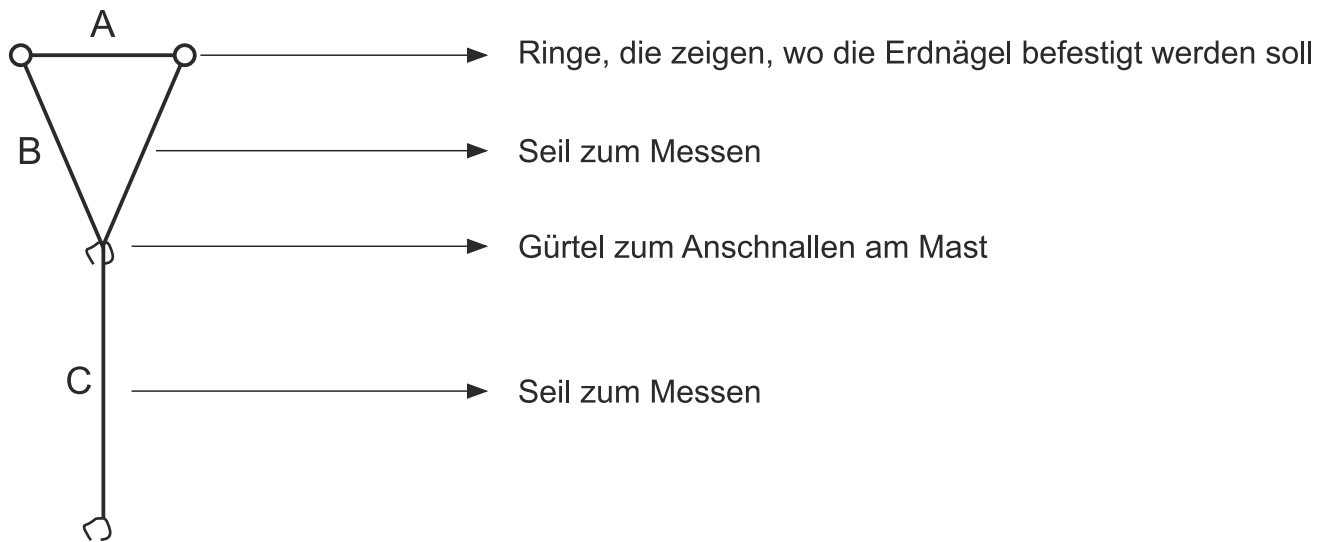 A
Ringe, die zeigen, wo die Erdnägel befestigt werden soll
B
Seil zum Messen
Gürtel zum Anschnallen am Mast
C
Seil zum Messen